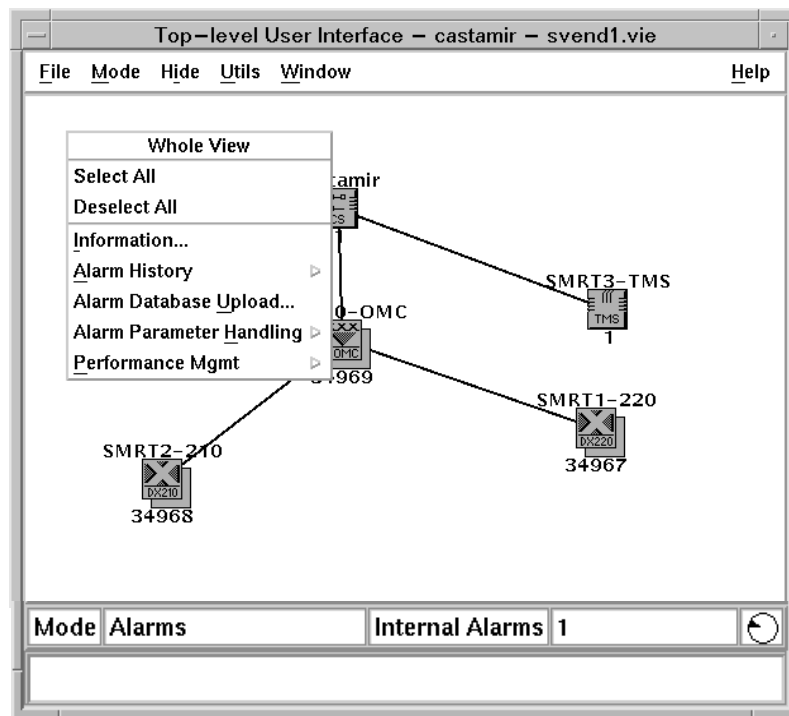 Top-level User Interface - castamir - svend1.vie
File Mode Hide Utils Window Help
Whole View
Select All
Deselect All
Information...
Alarm History
Alarm Database Upload...
Alarm Parameter Handling
Performance Mgmt
tamir
CS
SMRT3-TMS
TMS
1
0-OMC
OMC
34969
SMRT1-220
DX220
34967
SMRT2-210
DX210
34968
Mode Alarms Internal Alarms 1